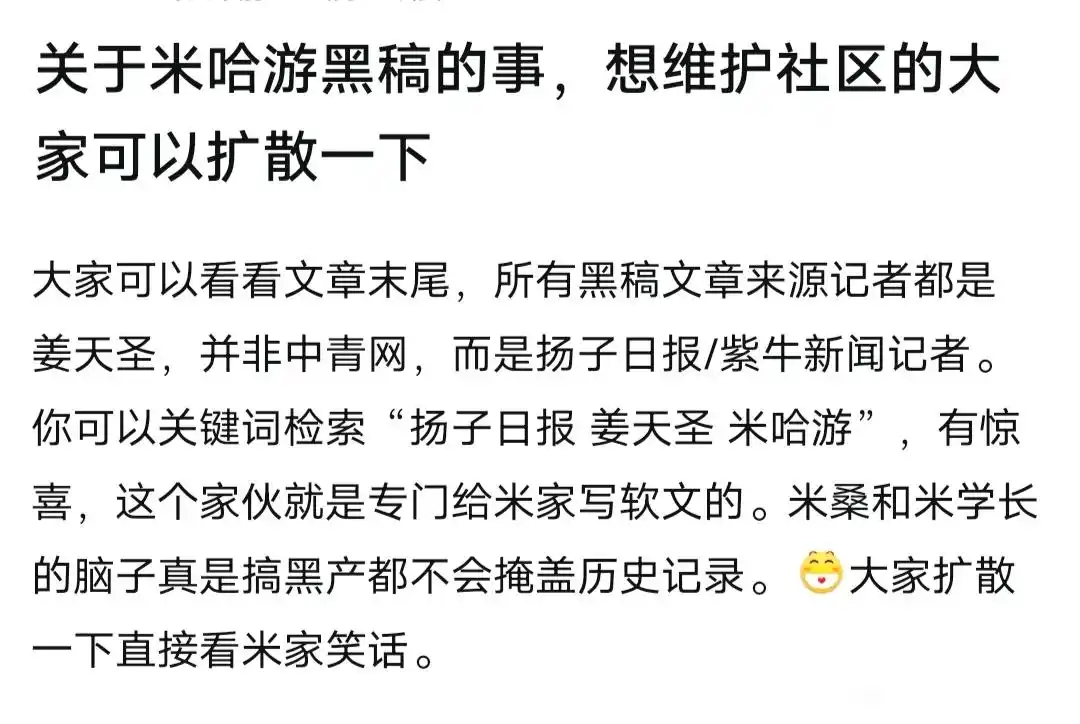 关于米哈游黑稿的事，想维护社区的大
家可以扩散一下
大家可以看看文章末尾，所有黑稿文章来源记者都是
姜天圣，并非中青网，而是扬子日报/紫牛新闻记者。
你可以关键词检索“扬子日报 姜天圣 米哈游”，有惊
喜，这个家伙就是专门给米家写软文的。米桑和米学长
的脑子真是搞黑产都不会掩盖历史记录。😁大家扩散
一下直接看米家笑话。